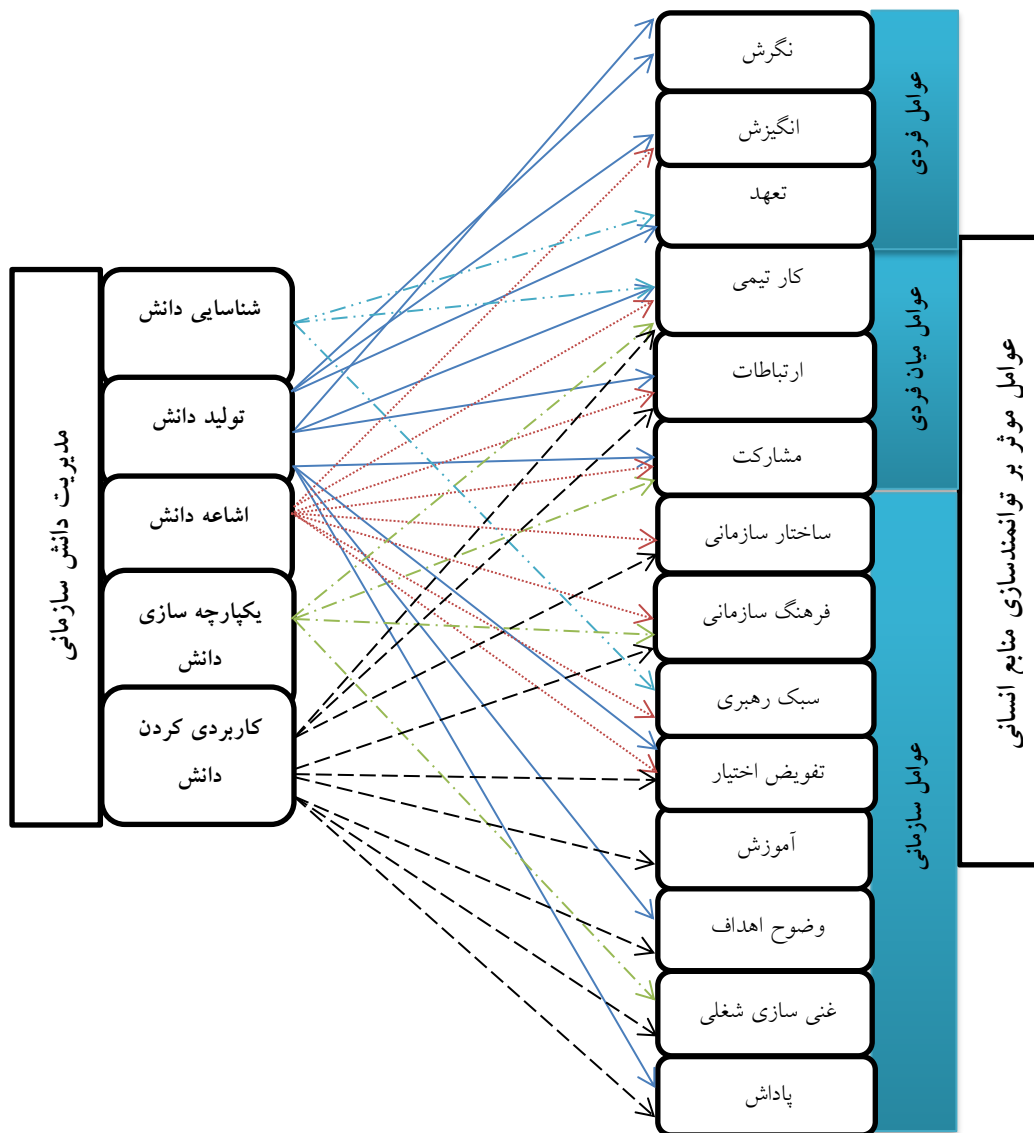 عوامل موثر بر توانمندسازی منابع انسانی
عوامل فردی
نگرش
انگیزش
تعهد
عوامل میان فردی
کار تیمی
ارتباطات
مشارکت
عوامل سازمانی
ساختار سازمانی
فرهنگ سازمانی
سبک رهبری
تفویض اختیار
آموزش
وضوح اهداف
غنی سازی شغلی
پاداش
مدیریت دانش سازمانی
شناسایی دانش
تولید دانش
اشاعه دانش
یکپارچه سازی
دانش
کاربردی کردن
دانش